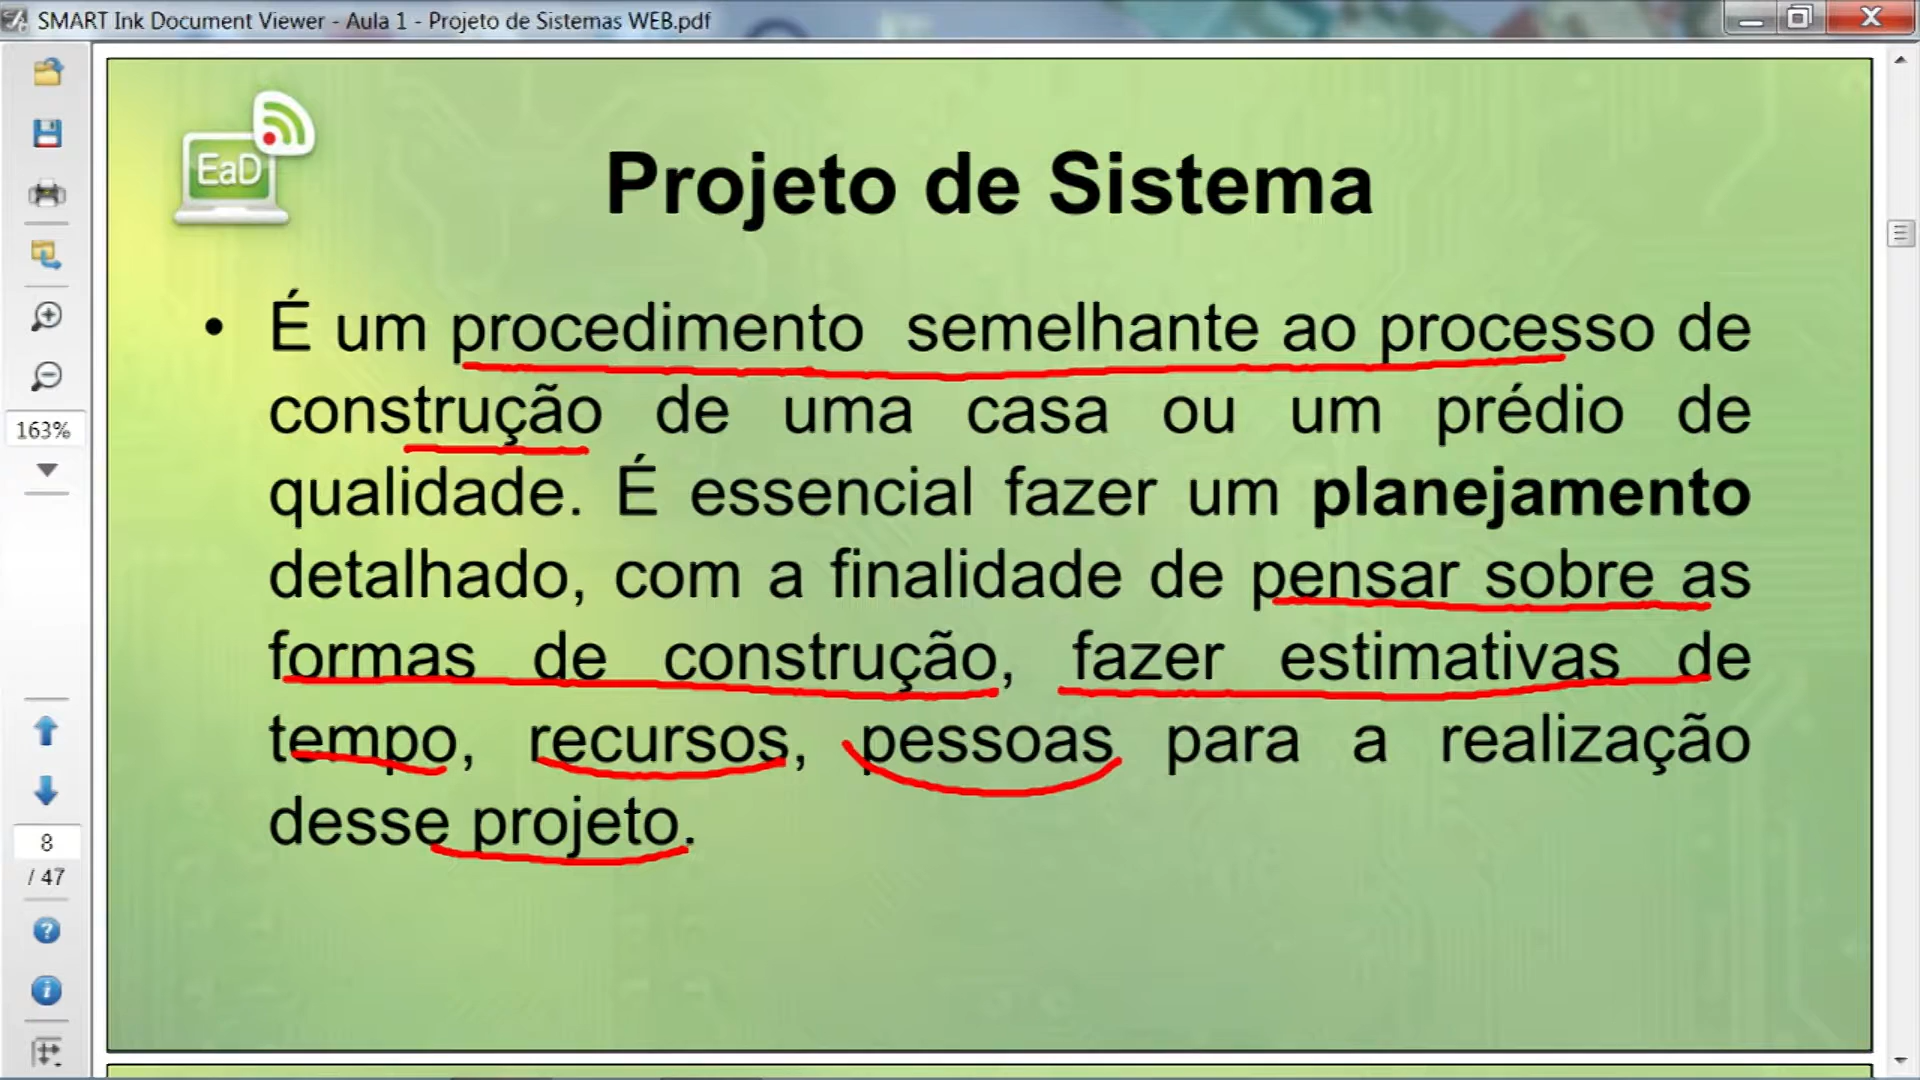 SMART Ink Document Viewer - Aula 1 - Projeto de Sistemas WEB.pdf
EaD
Projeto de Sistema
• É um procedimento semelhante ao processo de
construção de uma casa ou um prédio de
qualidade. É essencial fazer um planejamento
detalhado, com a finalidade de pensar sobre as
formas de construção, fazer estimativas de
tempo, recursos, pessoas para a realização
desse projeto.
163%
8
/ 47